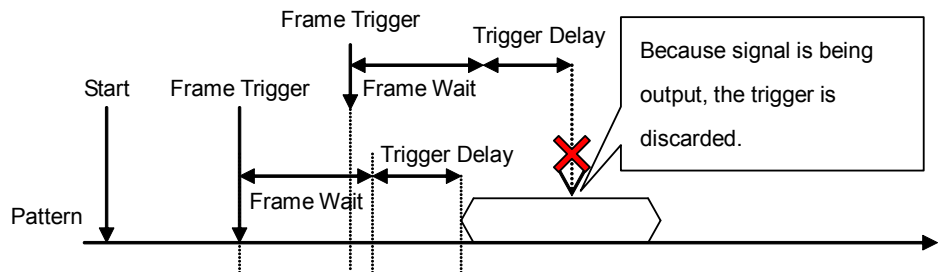 Frame Trigger
Trigger Delay
Because signal is being
output, the trigger is
discarded.
Start
Frame Trigger
Frame Wait
Trigger Delay
Frame Wait
Pattern